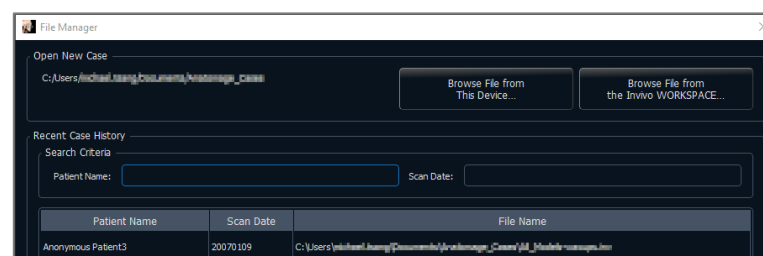 File Manager
Open New Case
C:/Users/
Browse File from
This Device...
Browse File from
the Invivo WORKSPACE...
Recent Case History
Search Criteria
Patient Name:
Scan Date:
Patient Name Scan Date File Name
Anonymous Patient3 20070109 C:\Users\